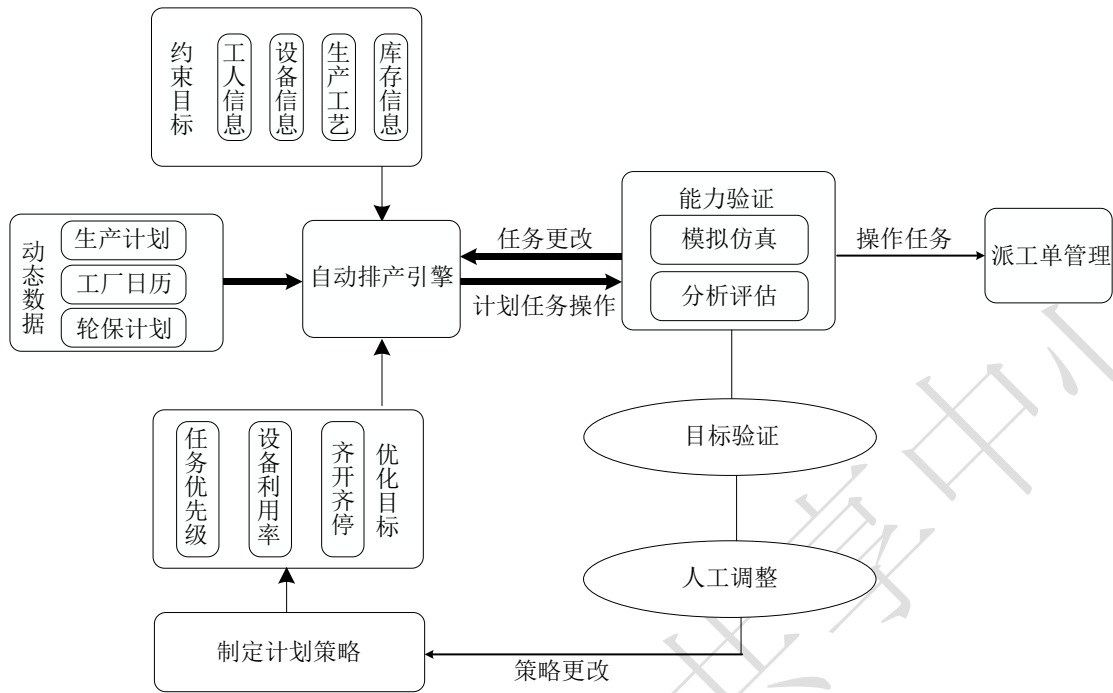 约束目标
工人信息
设备信息
生产工艺
库存信息
动态数据
生产计划
工厂日历
轮保计划
自动排产引擎
任务更改
计划任务操作
能力验证
模拟仿真
分析评估
操作任务
派工单管理
任务优先级
设备利用率
齐开齐停
优化目标
目标验证
人工调整
制定计划策略
策略更改
共享中心